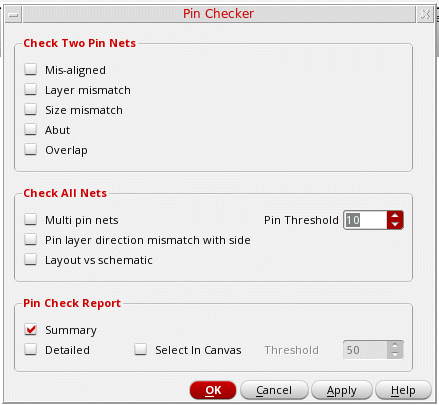 Pin Checker
Check Two Pin Nets
Mis-aligned
Layer mismatch
Size mismatch
Abut
Overlap
Check All Nets
Multi pin nets Pin Threshold 10
Pin layer direction mismatch with side
Layout vs schematic
Pin Check Report
Summary
Detailed Select In Canvas Threshold 50
OK Cancel Apply Help